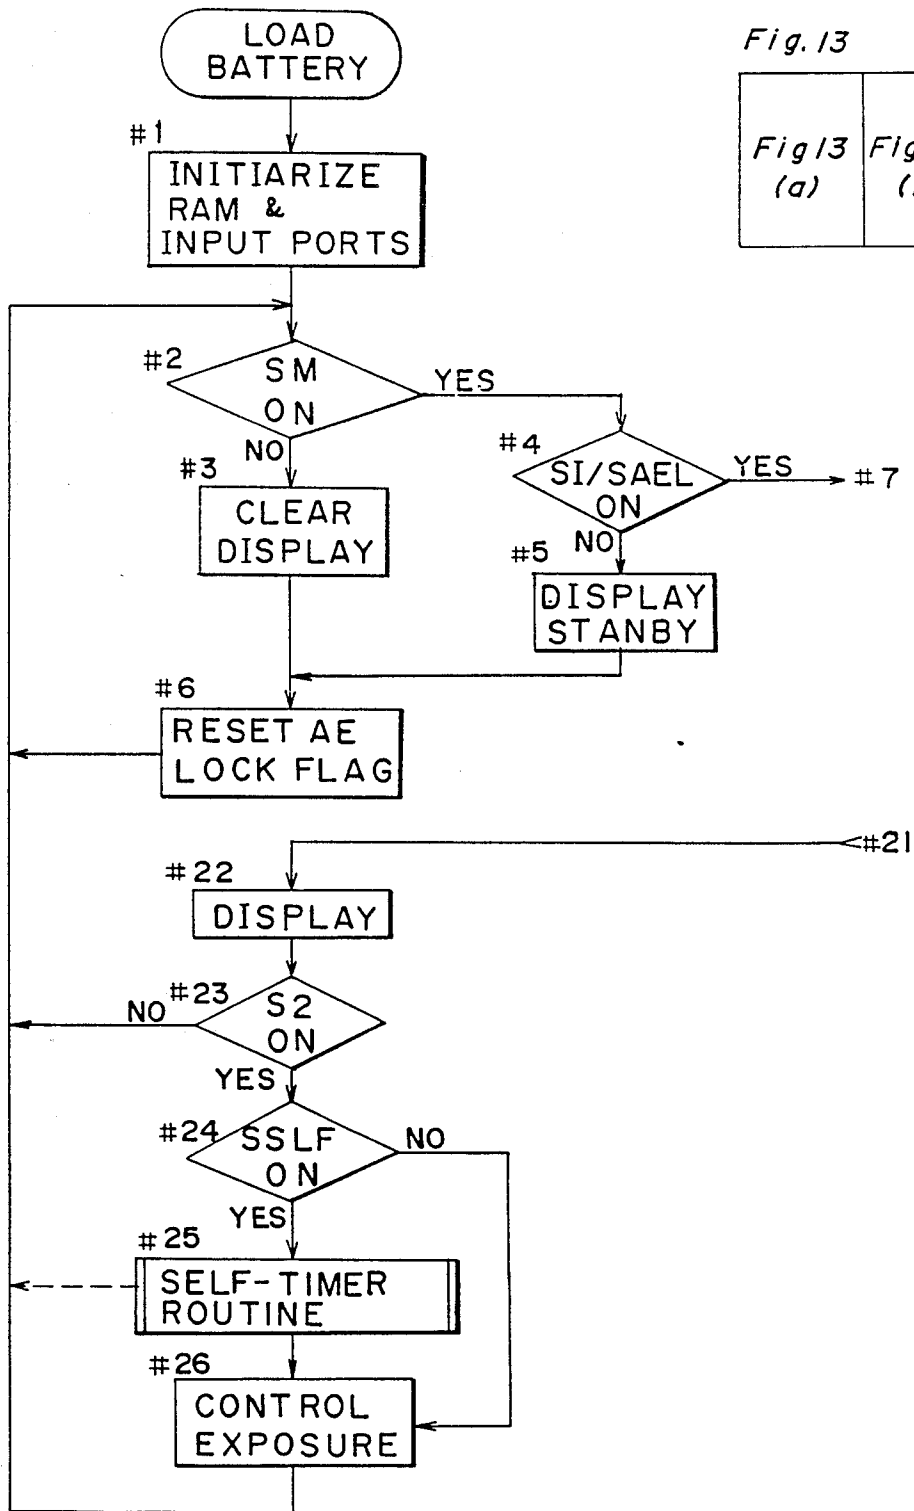 LOAD
BATTERY
Fig. 13
Fig 13
(a)
Fig
#1
INITIARIZE
RAM &
INPUT PORTS
#2
SM
ON
YES
NO
#3
CLEAR
DISPLAY
#4
SI/SAEL
ON
YES
#7
NO
#5
DISPLAY
STANBY
#6
RESET AE
LOCK FLAG
#21
#22
DISPLAY
#23
S2
ON
NO
YES
#24
SSLF
ON
NO
YES
#25
SELF-TIMER
ROUTINE
#26
CONTROL
EXPOSURE